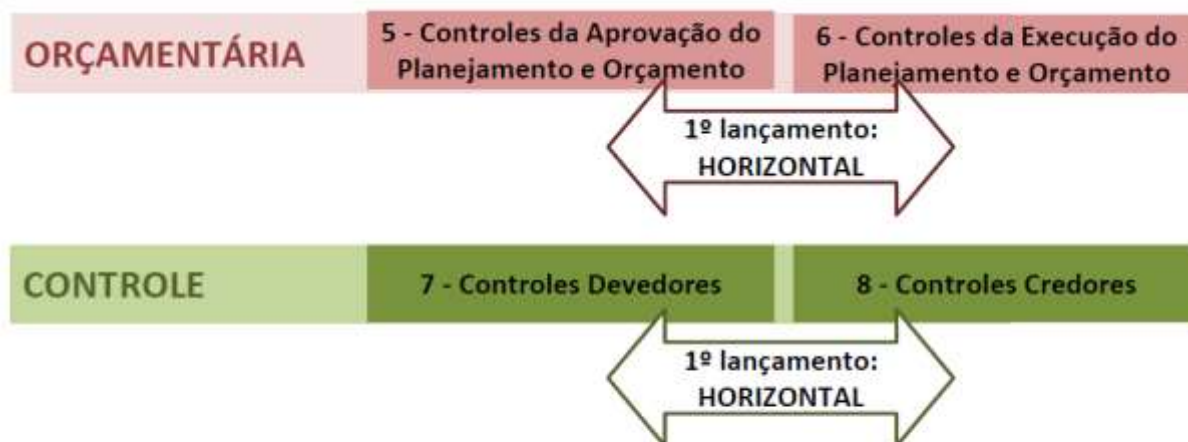 ORÇAMENTÁRIA
5 - Controles da Aprovação do
Planejamento e Orçamento
6 - Controles da Execução do
Planejamento e Orçamento
1º lançamento:
HORIZONTAL
CONTROLE
7 - Controles Devedores
8 - Controles Credores
1º lançamento:
HORIZONTAL